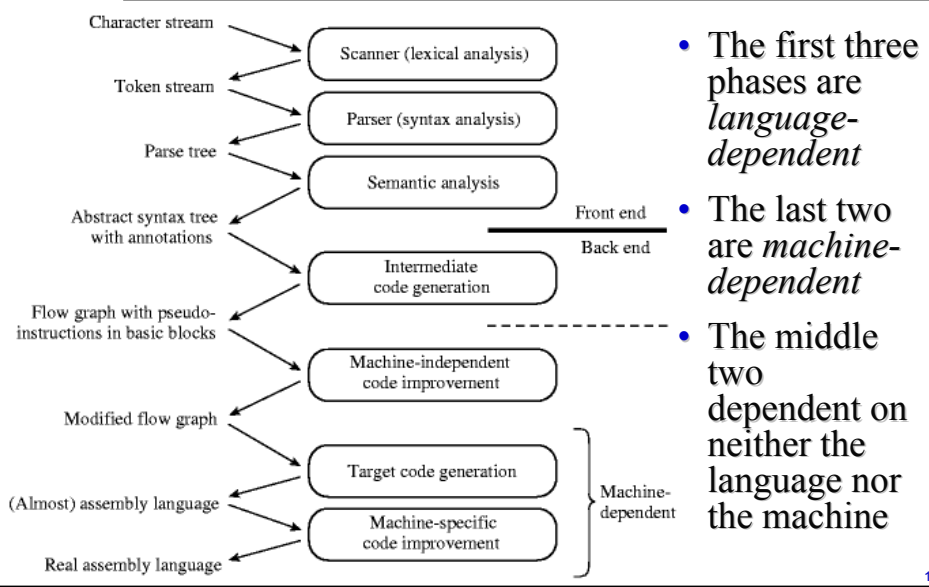 Character stream
Scanner (lexical analysis)
Token stream
Parser (syntax analysis)
Parse tree
Semantic analysis
Abstract syntax tree
with annotations
Front end
Back end
Intermediate
code generation
Flow graph with pseudo-
instructions in basic blocks
Machine-independent
code improvement
Modified flow graph
Target code generation
(Almost) assembly language
Machine-specific
code improvement
Machine-
dependent
Real assembly language
• The first three
phases are
language-
dependent
• The last two
are machine-
dependent
• The middle
two
dependent on
neither the
language nor
the machine
1